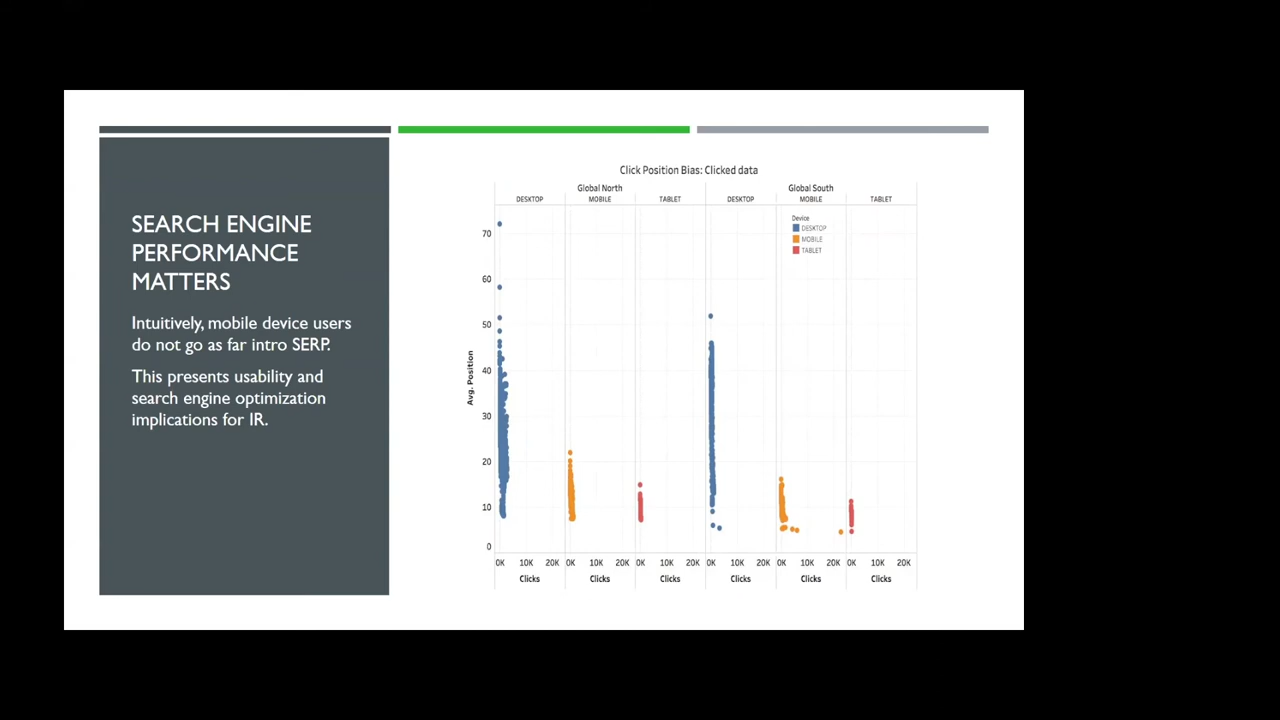 SEARCH ENGINE
PERFORMANCE
MATTERS
Intuitively, mobile device users
do not go as far intro SERP.
This presents usability and
search engine optimization
implications for IR.
Click Position Bias: Clicked data
Global North Global South
DESKTOP MOBILE TABLET DESKTOP MOBILE TABLET
Device
DESKTOP
MOBILE
TABLET
Avg. Position
70
60
50
40
30
20
10
0
0K 10K 20K 0K 10K 20K 0K 10K 20K 0K 10K 20K 0K 10K 20K 0K 10K 20K
Clicks Clicks Clicks Clicks Clicks Clicks